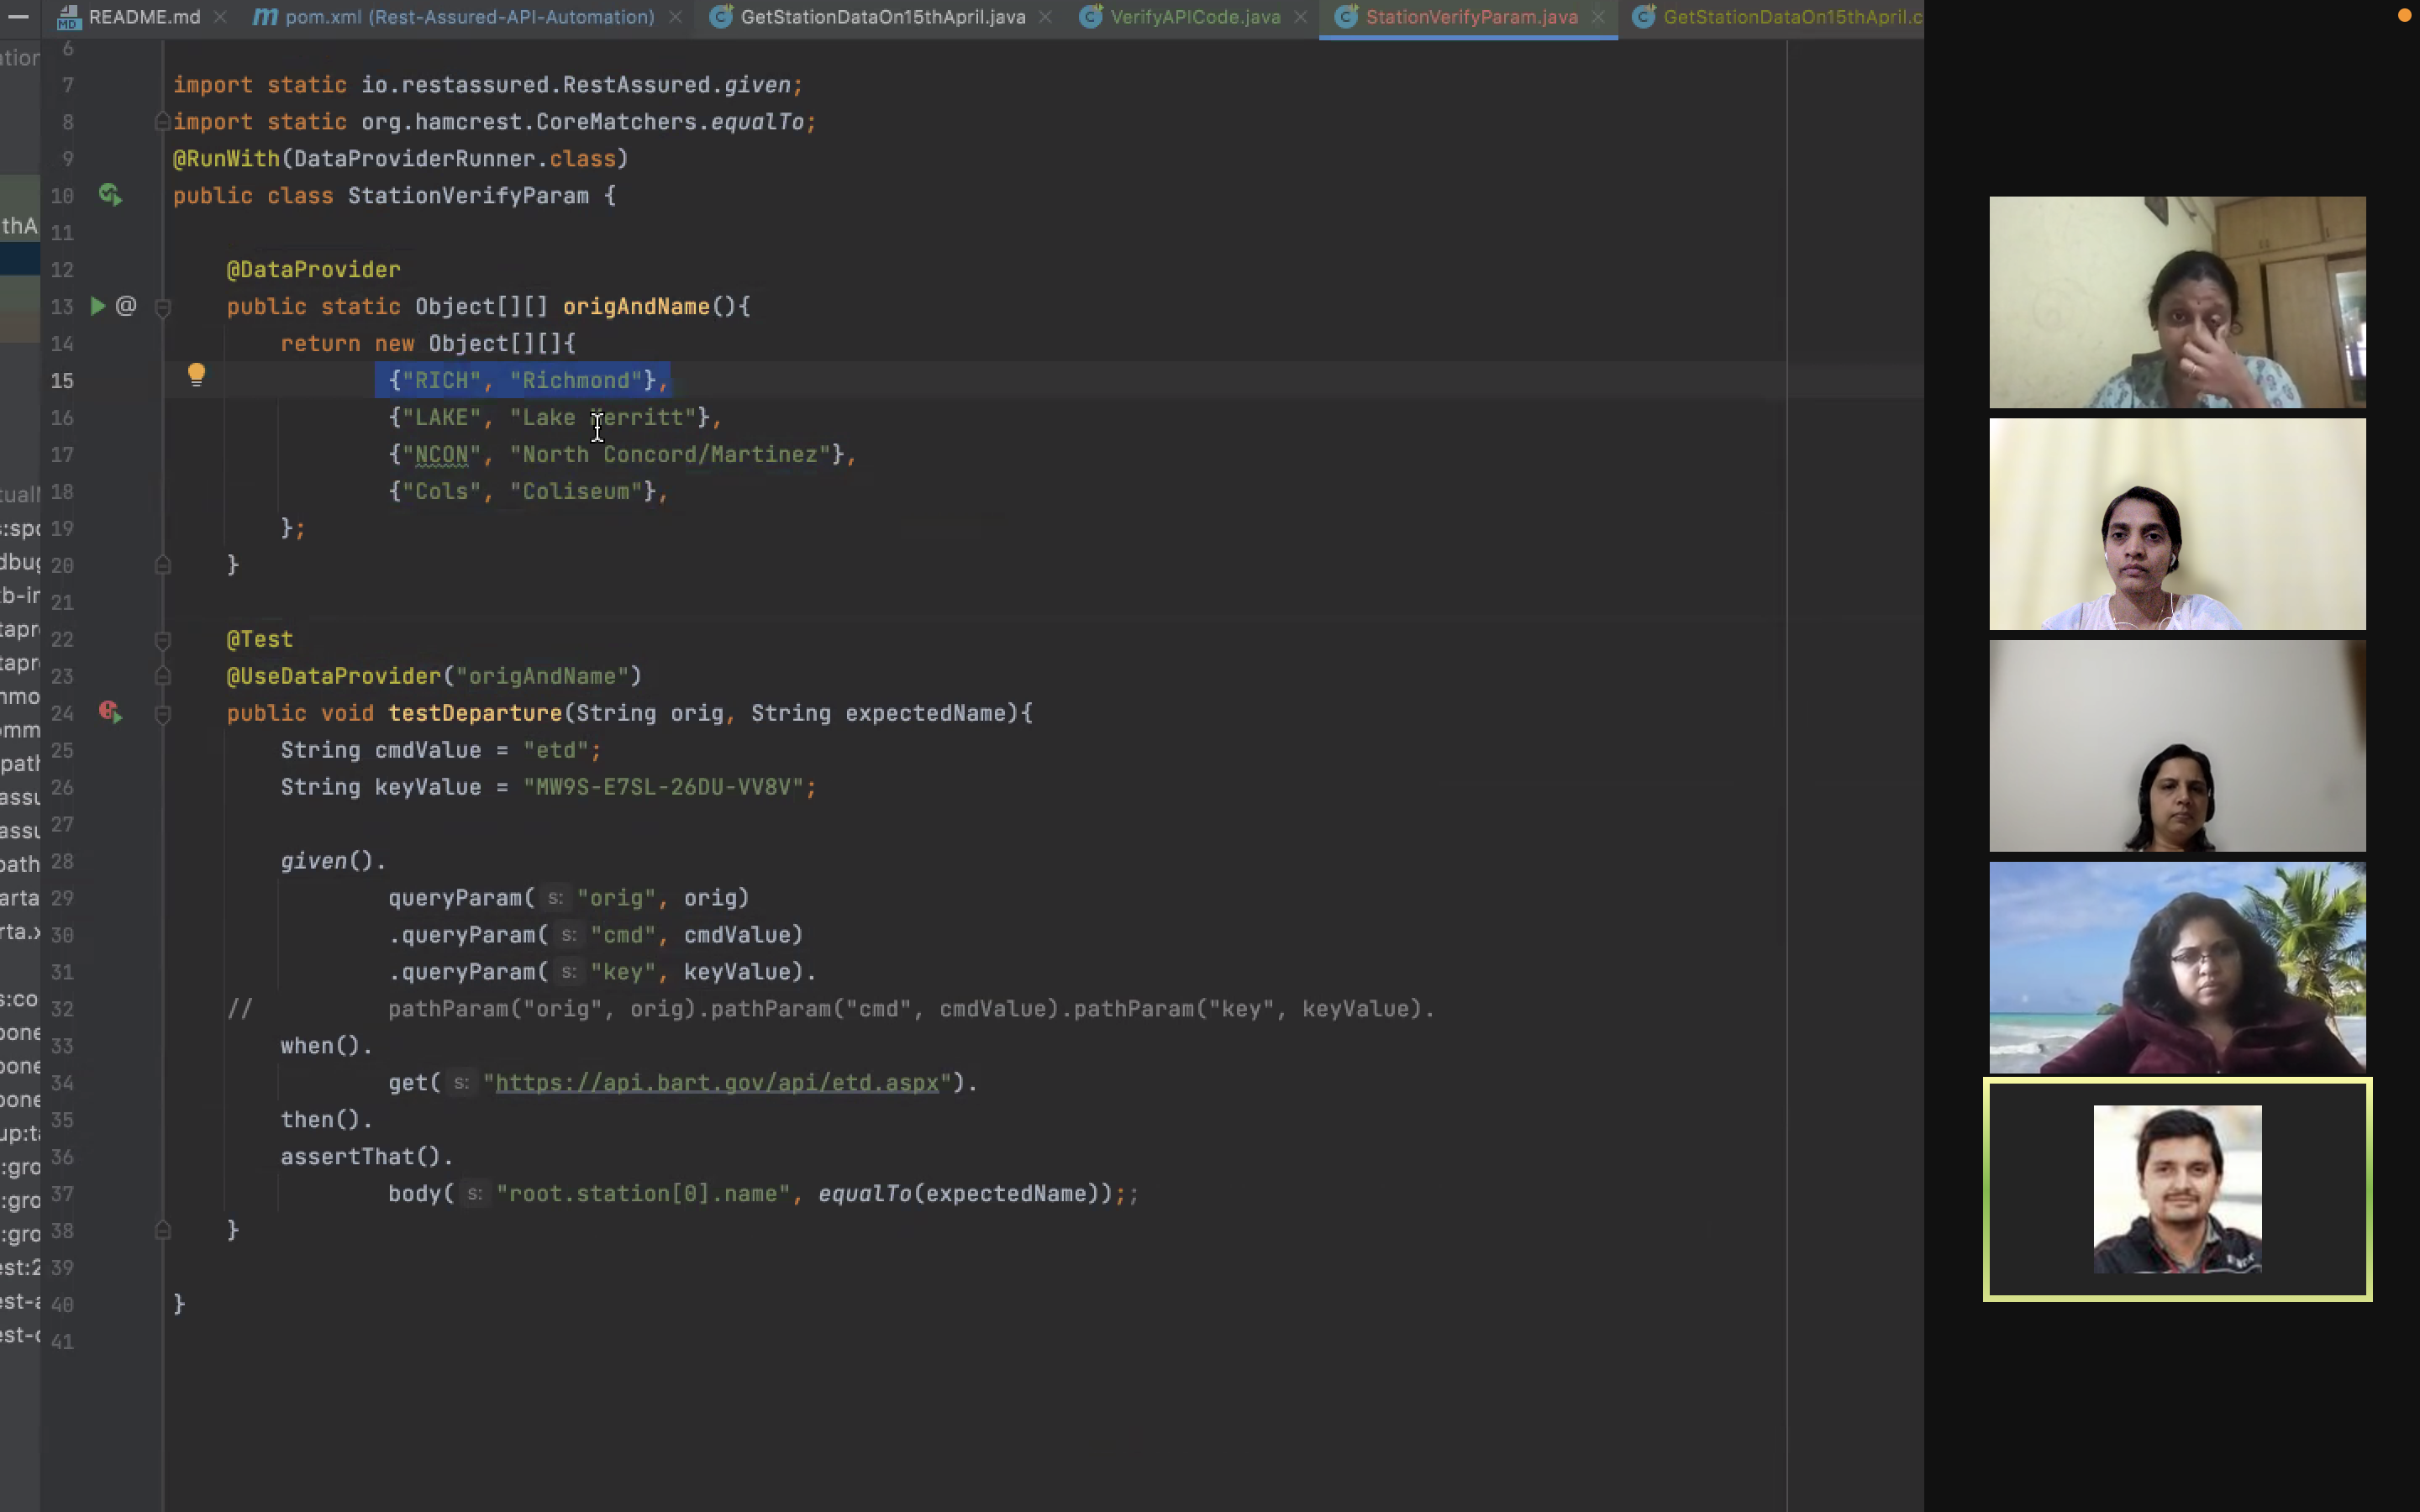 README.md pom.xml (Rest-Assured-API-Automation) GetStationDataOn15thApril.java VerifyAPICode.java StationVerifyParam.java GetStationDataOn15thApril.c
6
7 import static io.restassured.RestAssured.given;
8 import static org.hamcrest.CoreMatchers.equalTo;
9 @RunWith(DataProviderRunner.class)
10 public class StationVerifyParam {
11
12 @DataProvider
13 @ public static Object[][] origAndName(){
14 return new Object[][]{
15 {"RICH", "Richmond"},
16 {"LAKE", "Lake Merritt"},
17 {"NCON", "North Concord/Martinez"},
18 {"Cols", "Coliseum"},
19 };
20 }
21
22 @Test
23 @UseDataProvider("origAndName")
24 public void testDeparture(String orig, String expectedName){
25 String cmdValue = "etd";
26 String keyValue = "MW9S-E7SL-26DU-VV8V";
27
28 given().
29 queryParam( s: "orig", orig)
30 .queryParam( s: "cmd", cmdValue)
31 .queryParam( s: "key", keyValue).
32 // pathParam("orig", orig).pathParam("cmd", cmdValue).pathParam("key", keyValue).
33 when().
34 get( s: "https://api.bart.gov/api/etd.aspx").
35 then().
36 assertThat().
37 body( s: "root.station[0].name", equalTo(expectedName));;
38 }
39
40 }
41